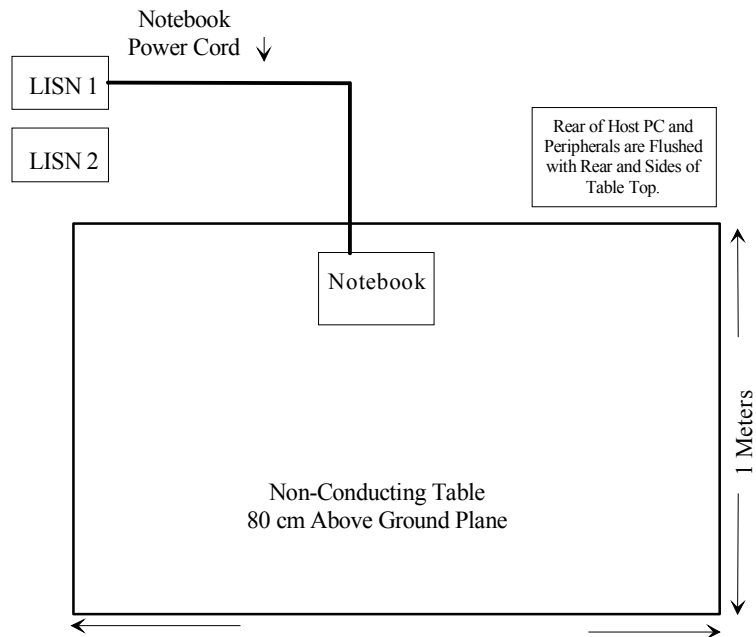 Notebook
Power Cord
LISN 1
LISN 2
Rear of Host PC and
Peripherals are Flushed
with Rear and Sides of
Table Top.
Notebook
1 Meters
Non-Conducting Table
80 cm Above Ground Plane